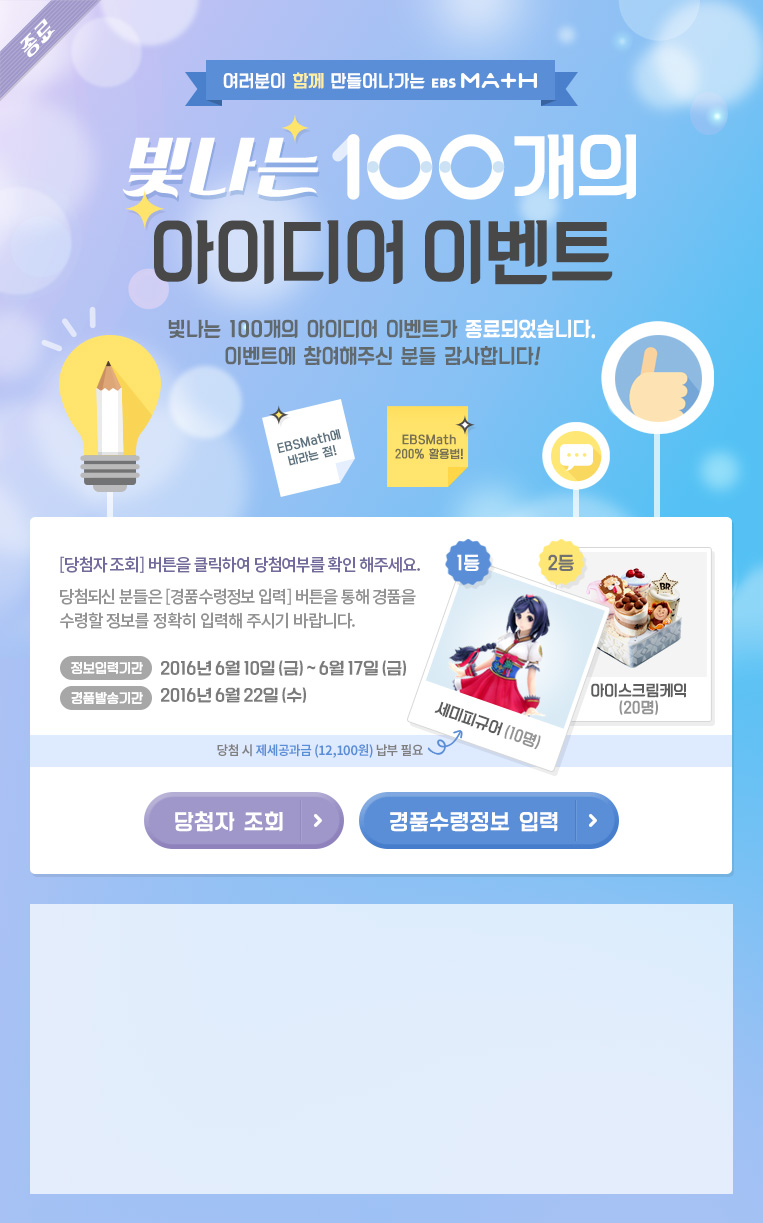 종료
여러분이 함께 만들어나가는 EBS MATH
빛나는 100개의
아이디어 이벤트
빛나는 100개의 아이디어 이벤트가 종료되었습니다.
이벤트에 참여해주신 분들 감사합니다!
EBSMath에
바라는 점!
EBSMath
200% 활용법!
[당첨자 조회] 버튼을 클릭하여 당첨여부를 확인 해주세요.
당첨되신 분들은 [경품수령정보 입력] 버튼을 통해 경품을
수령할 정보를 정확히 입력해 주시기 바랍니다.
정보입력기간 2016년 6월 10일 (금) ~ 6월 17일 (금)
경품발송기간 2016년 6월 22일 (수)
1등
세미피규어 (10명)
2등
BR
아이스크림케익
(20명)
당첨 시 제세공과금 (12,100원) 납부 필요
당첨자 조회
경품수령정보 입력